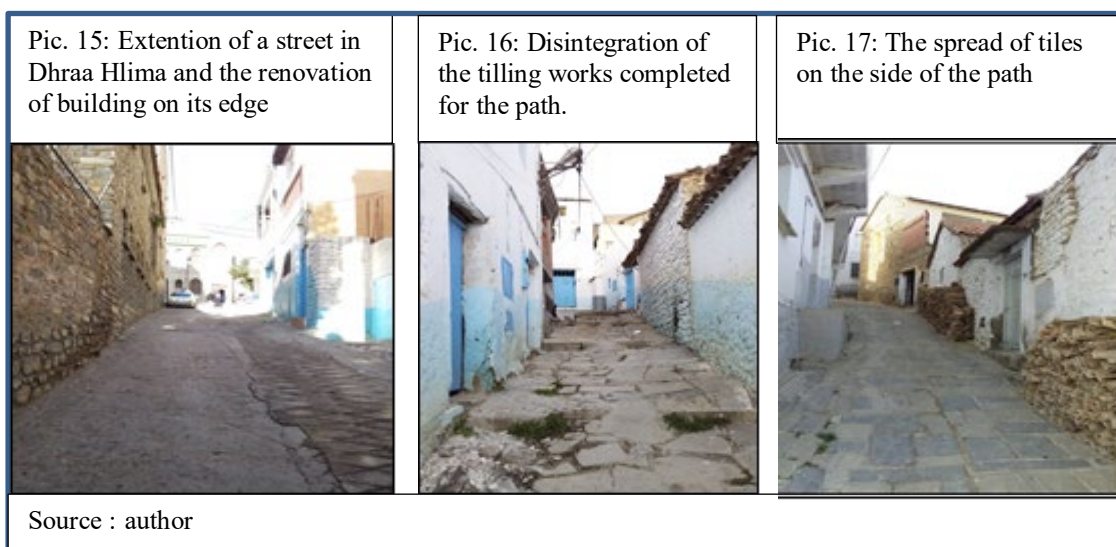 Pic. 15: Extention of a street in
Dhraa Hlima and the renovation
of building on its edge
Pic. 16: Disintegration of
the tilling works completed
for the path.
Pic. 17: The spread of tiles
on the side of the path
Source : author